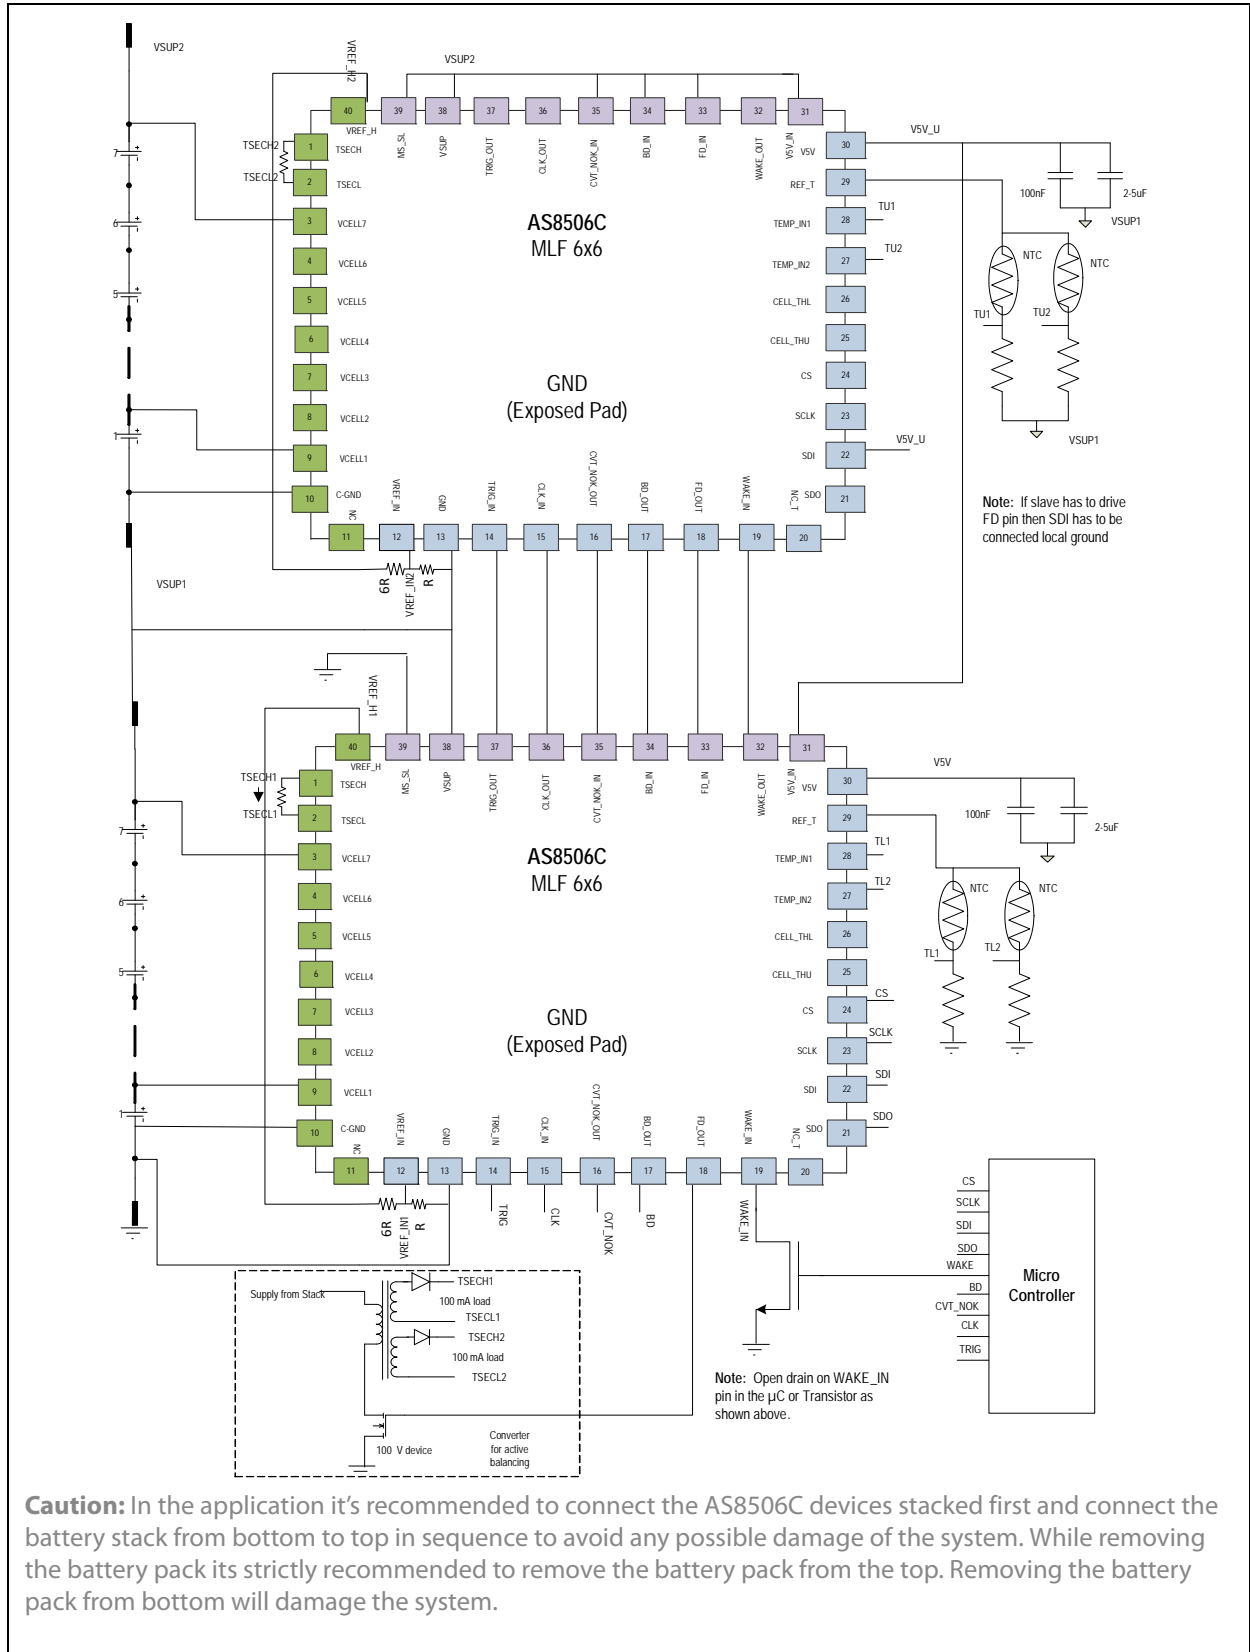 VSUP2
VREF_H2
VSUP2
40
39
38
37
36
35
34
33
32
31
VREF_H
MS_SL
VSUP
TRIG_OUT
CLK_OUT
CVT_NOK_IN
BD_IN
FD_IN
WAKE_OUT
V5V_IN
V5V
30
V5V_U
7
TSECH2
1
TSECH
TSECL2
2
TSECL
REF_T
29
100nF
2-5uF
VSUP1
6
3
VCELL7
AS8506C
MLF 6x6
TEMP_IN1
28
TU1
4
VCELL6
TEMP_IN2
27
TU2
NTC
NTC
5
5
VCELL5
CELL_THL
26
TU1
TU2
6
VCELL4
CELL_THU
25
7
VCELL3
GND
(Exposed Pad)
CS
24
8
VCELL2
SCLK
23
1
9
VCELL1
SDI
22
V5V_U
VSUP1
10
C-GND
NC
VREF_IN
GND
TRIG_IN
CLK_IN
CVT_NOK_OUT
BD_OUT
FD_OUT
WAKE_IN
NC_T
SDO
21
11
12
13
14
15
16
17
18
19
20
Note: If slave has to drive
FD pin then SDI has to be
connected local ground
6R
VREF_IN2
R
VSUP1
VREF_H1
40
39
38
37
36
35
34
33
32
31
VREF_H
MS_SL
VSUP
TRIG_OUT
CLK_OUT
CVT_NOK_IN
BD_IN
FD_IN
WAKE_OUT
V5V_IN
V5V
30
V5V
TSECH1
1
TSECH
TSECL1
2
TSECL
REF_T
29
100nF
2-5uF
7
3
VCELL7
AS8506C
MLF 6x6
TEMP_IN1
28
TL1
6
4
VCELL6
TEMP_IN2
27
TL2
NTC
NTC
5
VCELL5
CELL_THL
26
TL1
TL2
5
6
VCELL4
CELL_THU
25
7
VCELL3
GND
(Exposed Pad)
CS
24
CS
8
VCELL2
SCLK
23
SCLK
9
VCELL1
SDI
22
SDI
1
10
C-GND
NC
VREF_IN
GND
TRIG_IN
CLK_IN
CVT_NOK_OUT
BD_OUT
FD_OUT
WAKE_IN
NC_T
SDO
21
SDO
11
12
13
14
15
16
17
18
19
20
6R
VREF_IN1
R
TRIG
CLK
CVT_NOK
BD
WAKE_IN
CS
SCLK
SDI
SDO
WAKE
BD
CVT_NOK
CLK
TRIG
Micro
Controller
Supply from Stack
TSECH1
100 mA load
TSECL1
TSECH2
100 mA load
TSECL2
100 V device
Converter
for active
balancing
Note: Open drain on WAKE_IN
pin in the µC or Transistor as
shown above.
Caution: In the application it's recommended to connect the AS8506C devices stacked first and connect the
battery stack from bottom to top in sequence to avoid any possible damage of the system. While removing
the battery pack its strictly recommended to remove the battery pack from the top. Removing the battery
pack from bottom will damage the system.